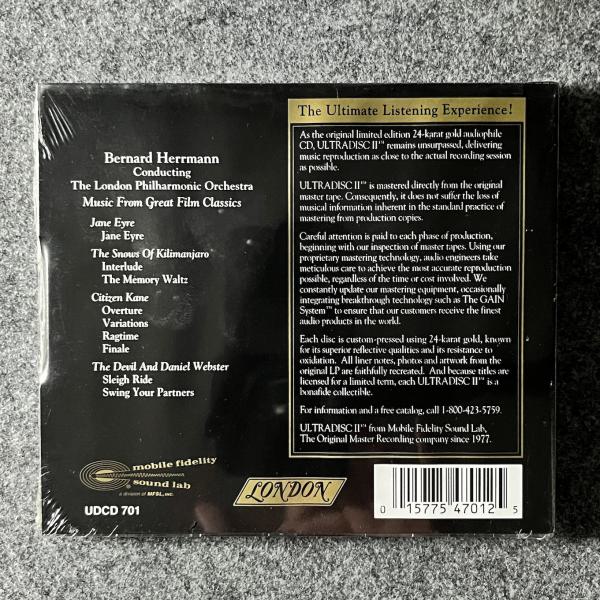 Bernard Herrmann
Conducting
The London Philharmonic Orchestra
Music From Great Film Classics
Jane Eyre
Jane Eyre
The Snows Of Kilimanjaro
Interlude
The Memory Waltz
Citizen Kane
Overture
Variations
Ragtime
Finale
The Devil And Daniel Webster
Sleigh Ride
Swing Your Partners
mobile fidelity
sound lab
a division of MFSL, INC.
UDCD 701
LONDON
The Ultimate Listening Experience!
As the original limited edition 24-karat gold audiophile
CD, ULTRADISC II™ remains unsurpassed, delivering
music reproduction as close to the actual recording session
as possible.
ULTRADISC II™ is mastered directly from the original
master tape. Consequently, it does not suffer the loss of
musical information inherent in the standard practice of
mastering from production copies.
Careful attention is paid to each phase of production,
beginning with our inspection of master tapes. Using our
proprietary mastering technology, audio engineers take
meticulous care to achieve the most accurate reproduction
possible, regardless of the time or cost involved. We
constantly update our mastering equipment, occasionally
integrating breakthrough technology such as The GAIN
System™ to ensure that our customers receive the finest
audio products in the world.
Each disc is custom-pressed using 24-karat gold, known
for its superior reflective qualities and its resistance to
oxidation. All liner notes, photos and artwork from the
original LP are faithfully recreated. And because titles are
licensed for a limited term, each ULTRADISC II™ is a
bonafide collectible.
For information and a free catalog, call 1-800-423-5759.
ULTRADISC II™ from Mobile Fidelity Sound Lab,
The Original Master Recording company since 1977.
0 15775 47012 5